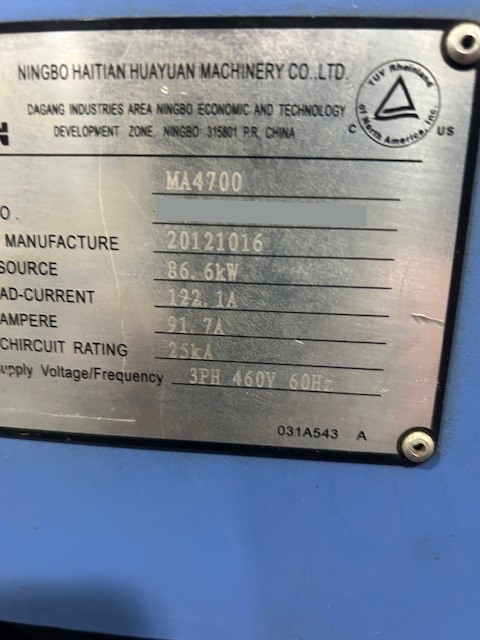 NINGBO HAITIAN HUAYUAN MACHINERY CO.,LTD.
DAGANG INDUSTRIES AREA NINGBO ECONOMIC AND TECHNOLOGY
DEVELOPMENT ZONE, NINGBO 315801 P.R, CHINA
TUV Rheinland
of North America, Inc.
C US
MA4700
O.
MANUFACTURE 20121016
SOURCE 86.6kW
AD-CURRENT 122.1A
AMPERE 91.7A
CHIRCUIT RATING 25kA
upply Voltage/Frequency 3PH 460V 60Hz
031A543 A